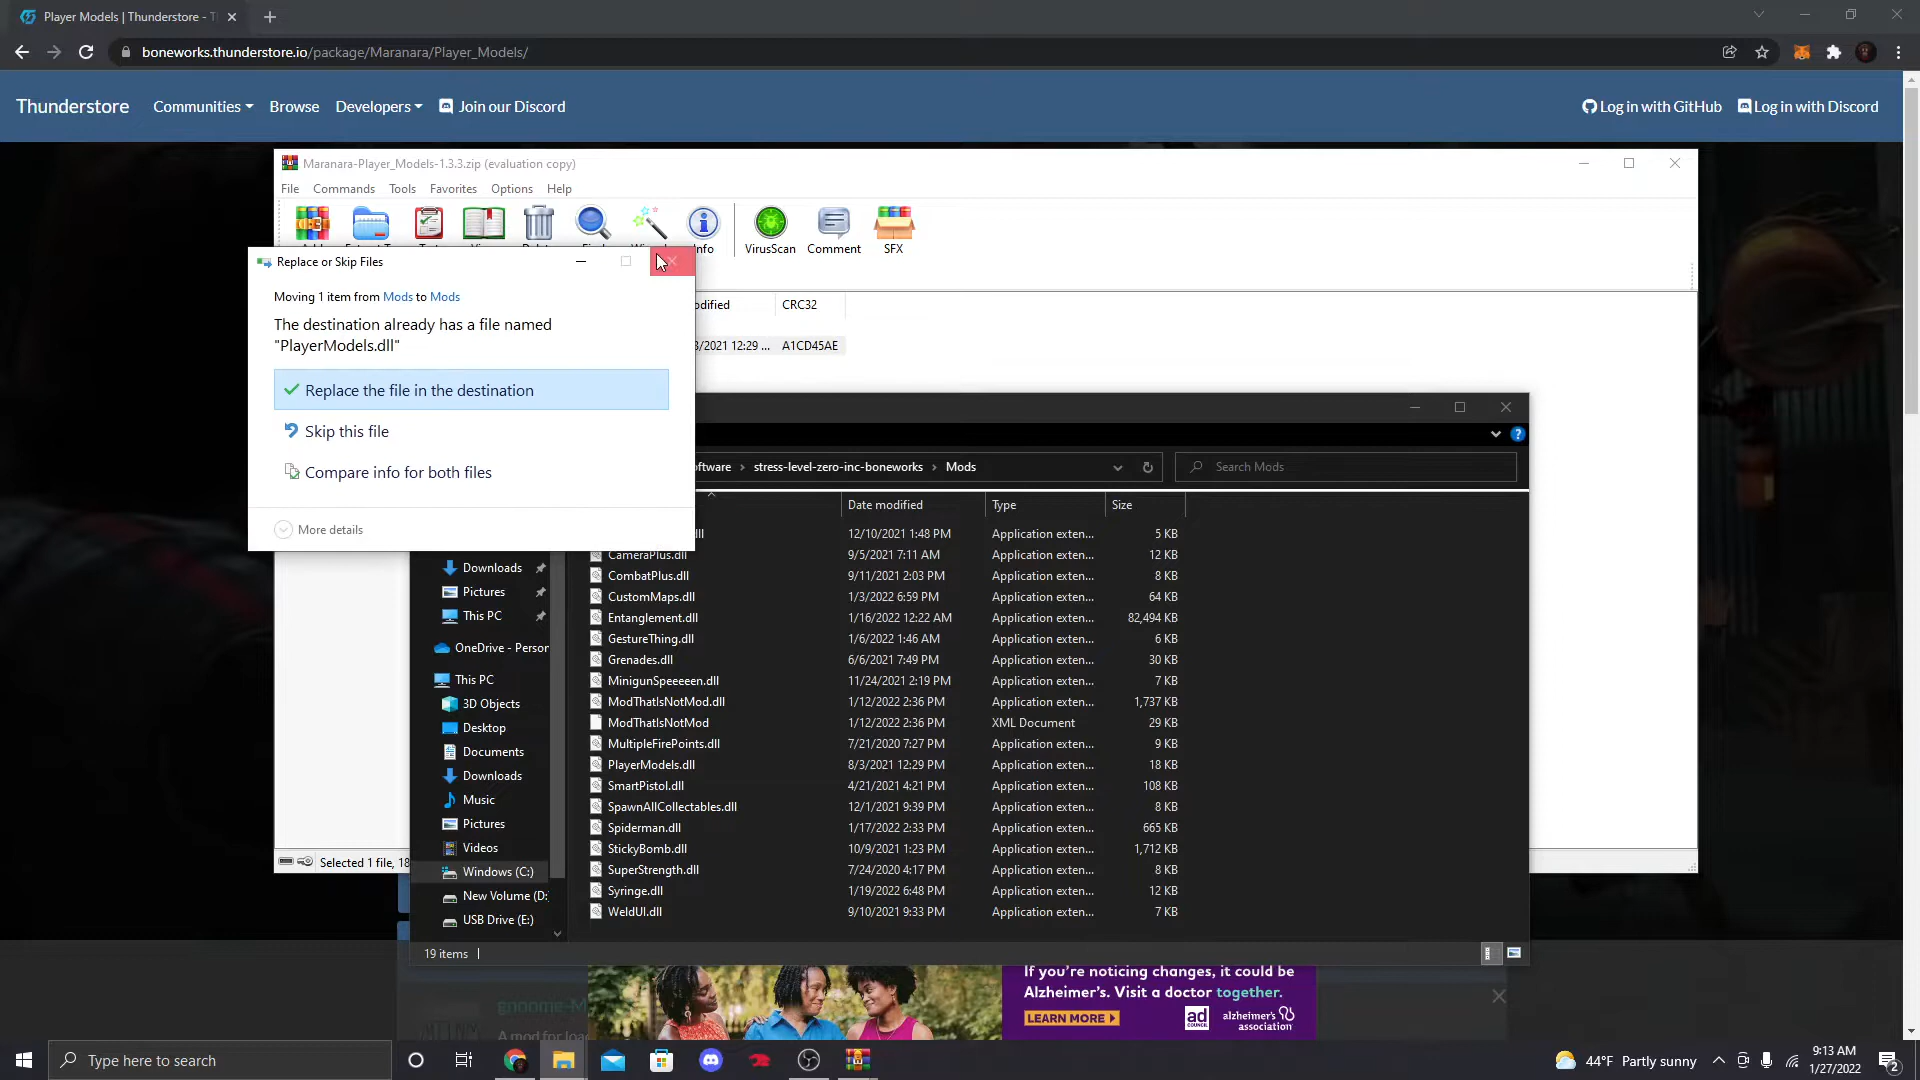 Player Models | Thunderstore - T
boneworks.thunderstore.io/package/Maranara/Player_Models/
Thunderstore Communities Browse Developers Join our Discord Log in with GitHub Log in with Discord
Maranara-Player_Models-1.3.3.zip (evaluation copy)
File Commands Tools Favorites Options Help
Info VirusScan Comment SFX
Replace or Skip Files
Moving 1 item from Mods to Mods
The destination already has a file named
"PlayerModels.dll"
Replace the file in the destination
Skip this file
Compare info for both files
More details
odified CRC32
3/2021 12:29 ... A1CD45AE
oftware › stress-level-zero-inc-boneworks › Mods Search Mods
Date modified Type Size
ll 12/10/2021 1:48 PM Application exten... 5 KB
CameraPlus.dll 9/5/2021 7:11 AM Application exten... 12 KB
CombatPlus.dll 9/11/2021 2:03 PM Application exten... 8 KB
CustomMaps.dll 1/3/2022 6:59 PM Application exten... 64 KB
Entanglement.dll 1/16/2022 12:22 AM Application exten... 82,494 KB
GestureThing.dll 1/6/2022 1:46 AM Application exten... 6 KB
Grenades.dll 6/6/2021 7:49 PM Application exten... 30 KB
MinigunSpeeeeen.dll 11/24/2021 2:19 PM Application exten... 7 KB
ModThatIsNotMod.dll 1/12/2022 2:36 PM Application exten... 1,737 KB
ModThatIsNotMod 1/12/2022 2:36 PM XML Document 29 KB
MultipleFirePoints.dll 7/21/2020 7:27 PM Application exten... 9 KB
PlayerModels.dll 8/3/2021 12:29 PM Application exten... 18 KB
SmartPistol.dll 4/21/2021 4:21 PM Application exten... 108 KB
SpawnAllCollectables.dll 12/1/2021 9:39 PM Application exten... 8 KB
Spiderman.dll 1/17/2022 2:33 PM Application exten... 665 KB
StickyBomb.dll 10/9/2021 1:23 PM Application exten... 1,712 KB
SuperStrength.dll 7/24/2020 4:17 PM Application exten... 8 KB
Syringe.dll 1/19/2022 6:48 PM Application exten... 12 KB
WeldUI.dll 9/10/2021 9:33 PM Application exten... 7 KB
Downloads
Pictures
This PC
OneDrive - Person
This PC
3D Objects
Desktop
Documents
Downloads
Music
Pictures
Videos
Windows (C:)
New Volume (D:
USB Drive (E:)
Selected 1 file, 18
19 items
gnonme-M
A mod for load
If you're noticing changes, it could be
Alzheimer's. Visit a doctor together.
LEARN MORE
ad
COUNCIL
alzheimer's
association
Type here to search
44°F Partly sunny
9:13 AM
1/27/2022
2